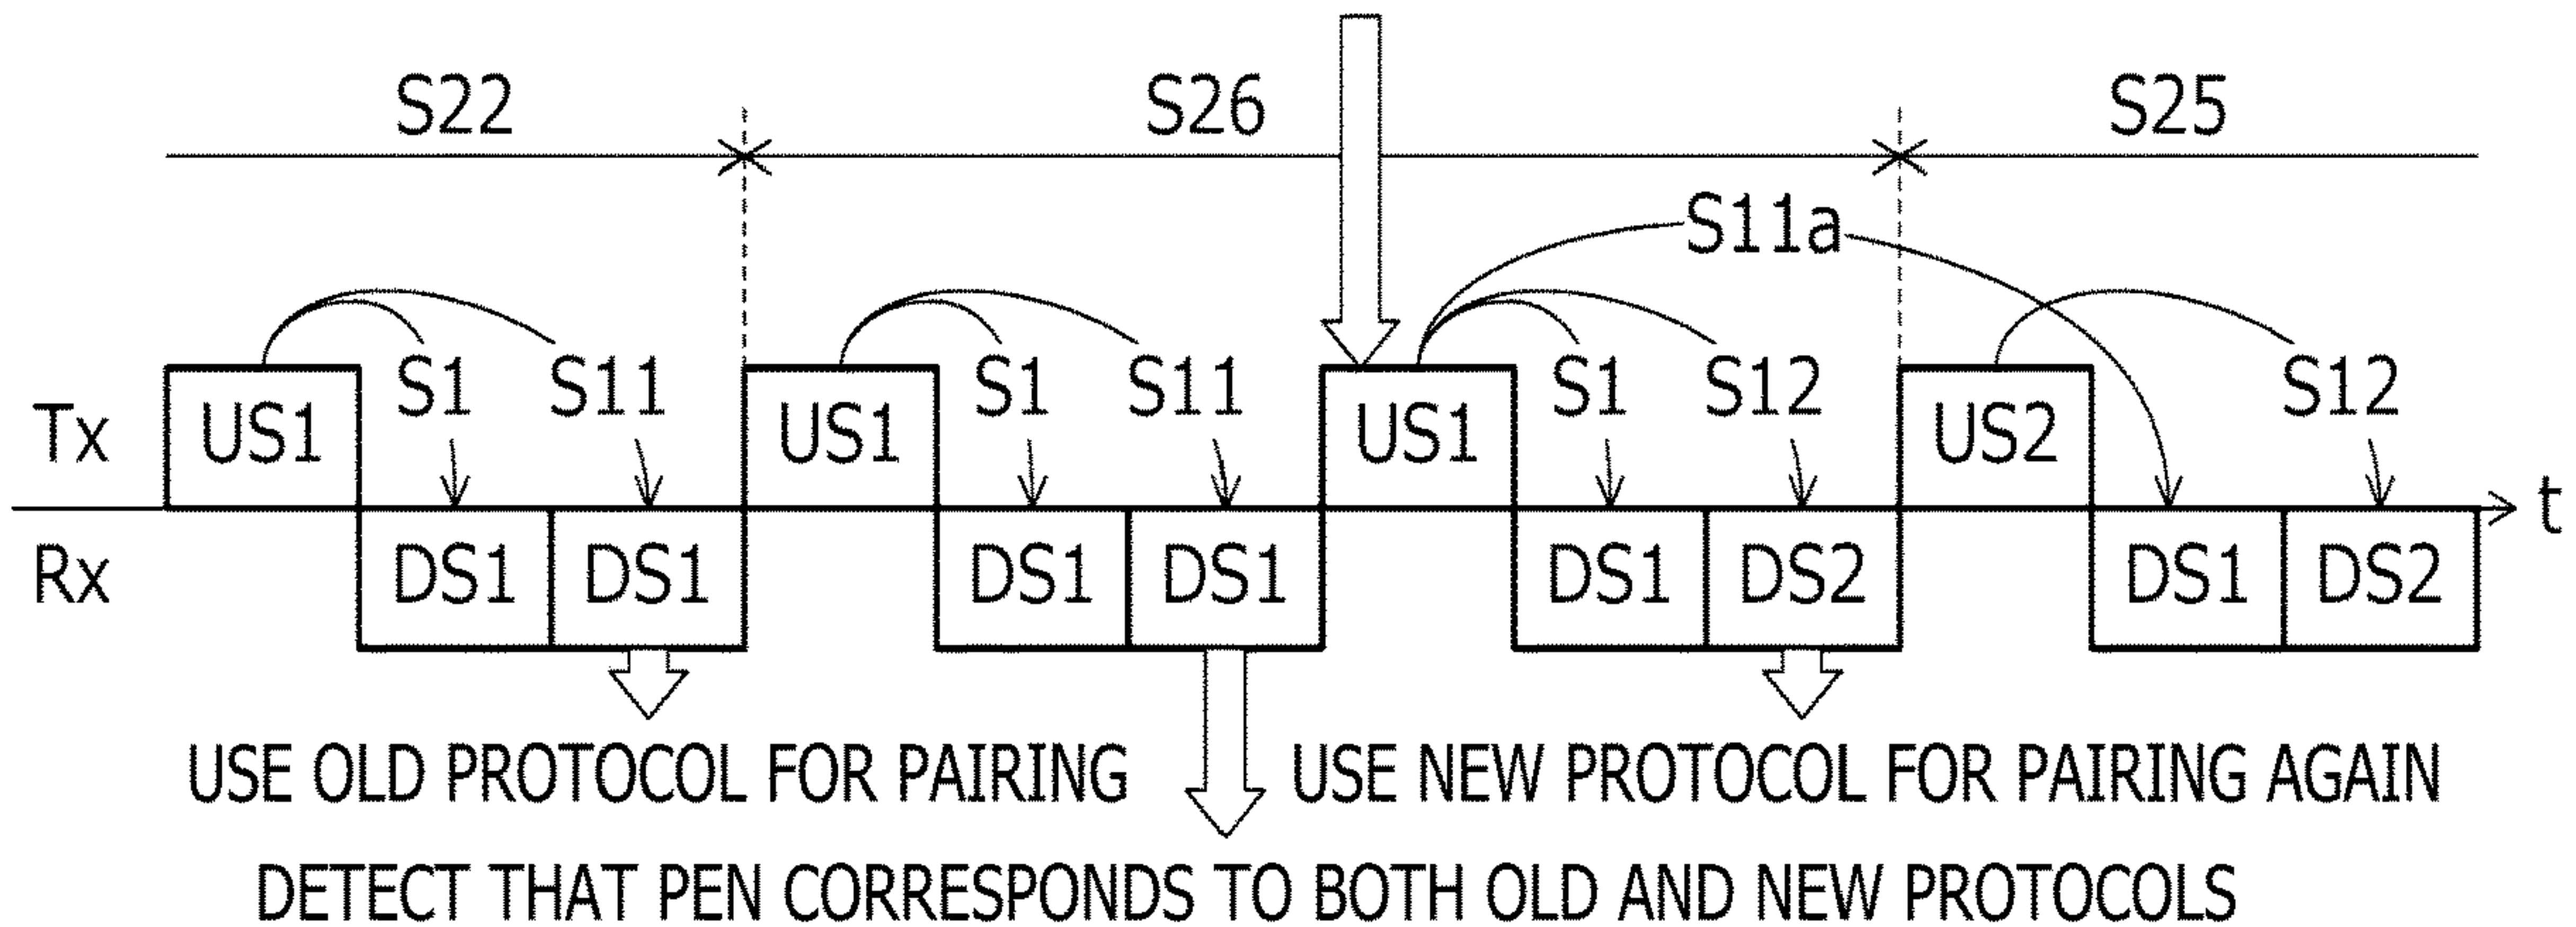 S22 S26 S25
S11a
S1 S11 S1 S11 S1 S12 S12
Tx US1 US1 US1 US2
t
Rx DS1 DS1 DS1 DS1 DS1 DS2 DS1 DS2
USE OLD PROTOCOL FOR PAIRING USE NEW PROTOCOL FOR PAIRING AGAIN
DETECT THAT PEN CORRESPONDS TO BOTH OLD AND NEW PROTOCOLS